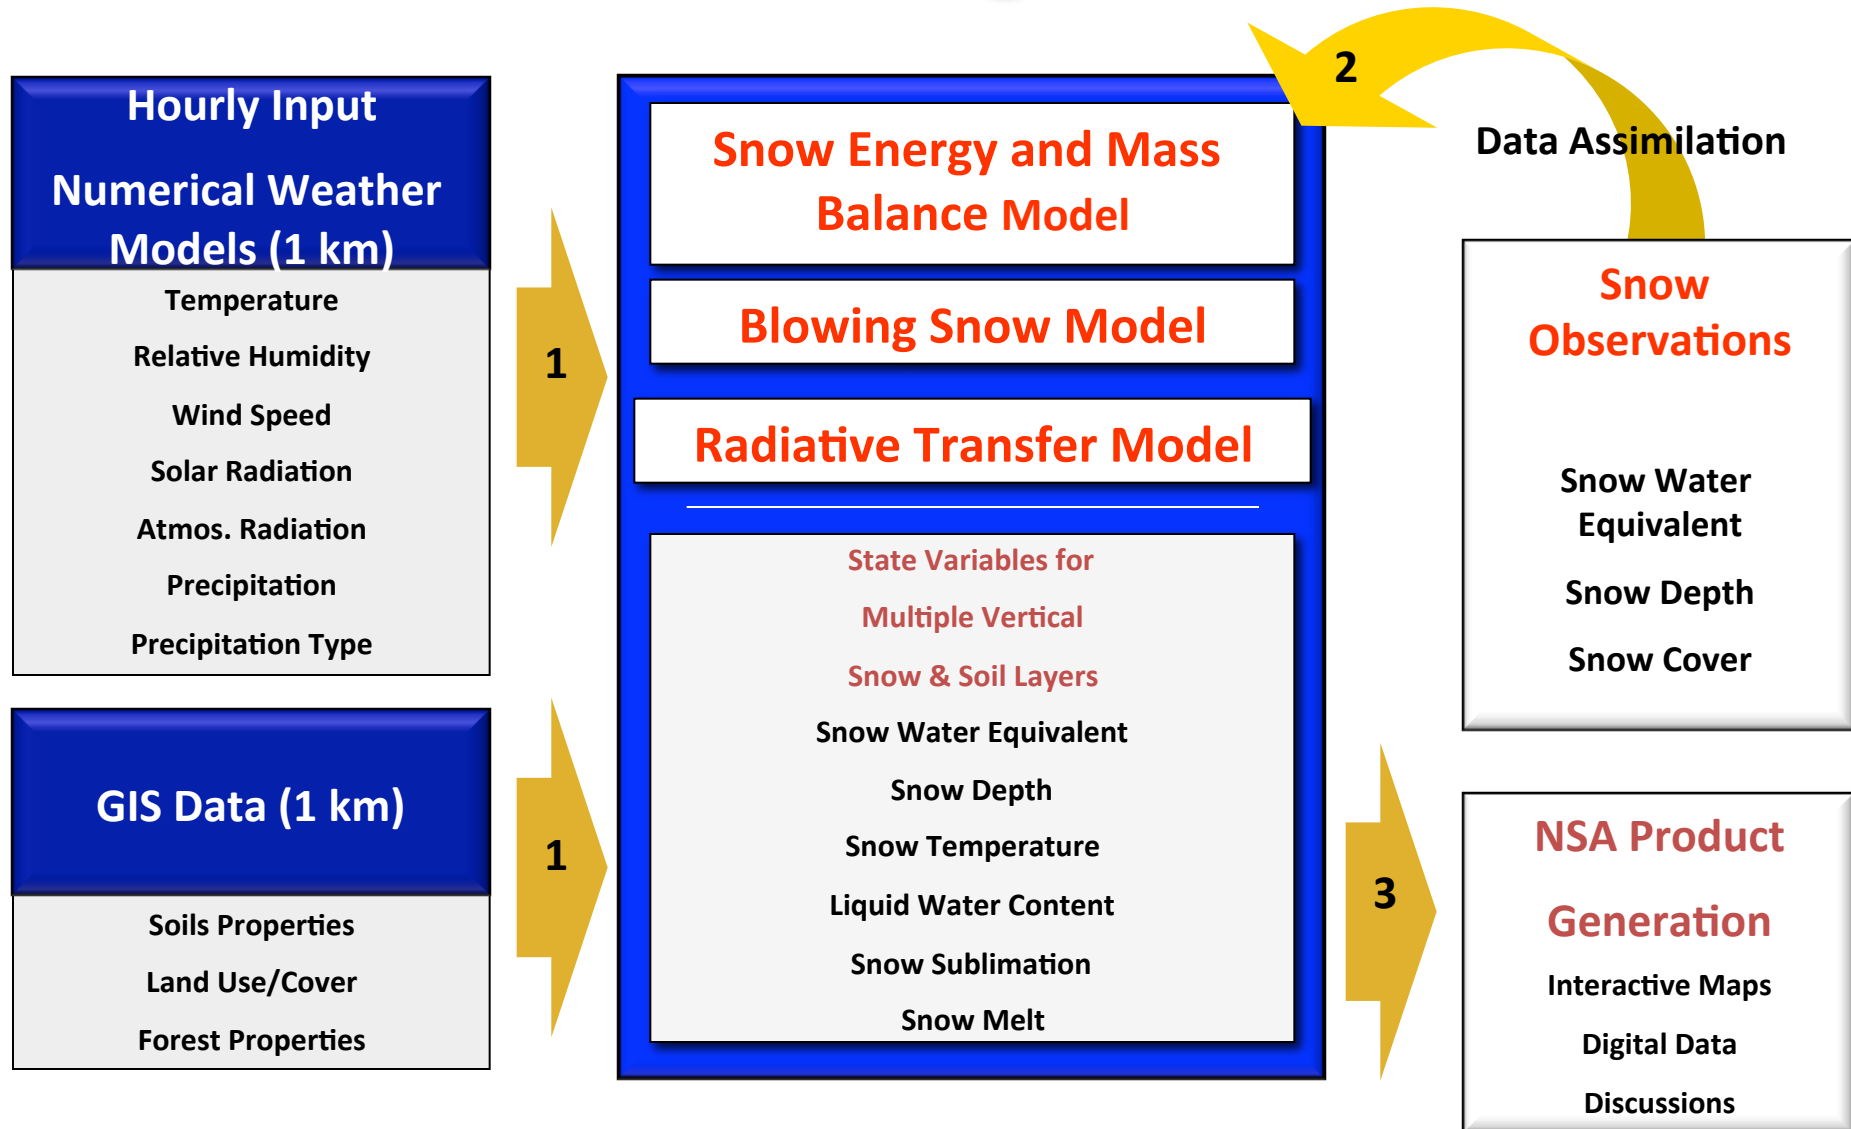 Hourly Input
Numerical Weather
Models (1 km)
Temperature
Relative Humidity
Wind Speed
Solar Radiation
Atmos. Radiation
Precipitation
Precipitation Type
GIS Data (1 km)
Soils Properties
Land Use/Cover
Forest Properties
1
1
Snow Energy and Mass
Balance Model
Blowing Snow Model
Radiative Transfer Model
State Variables for
Multiple Vertical
Snow & Soil Layers
Snow Water Equivalent
Snow Depth
Snow Temperature
Liquid Water Content
Snow Sublimation
Snow Melt
2
Data Assimilation
Snow
Observations
Snow Water
Equivalent
Snow Depth
Snow Cover
3
NSA Product
Generation
Interactive Maps
Digital Data
Discussions